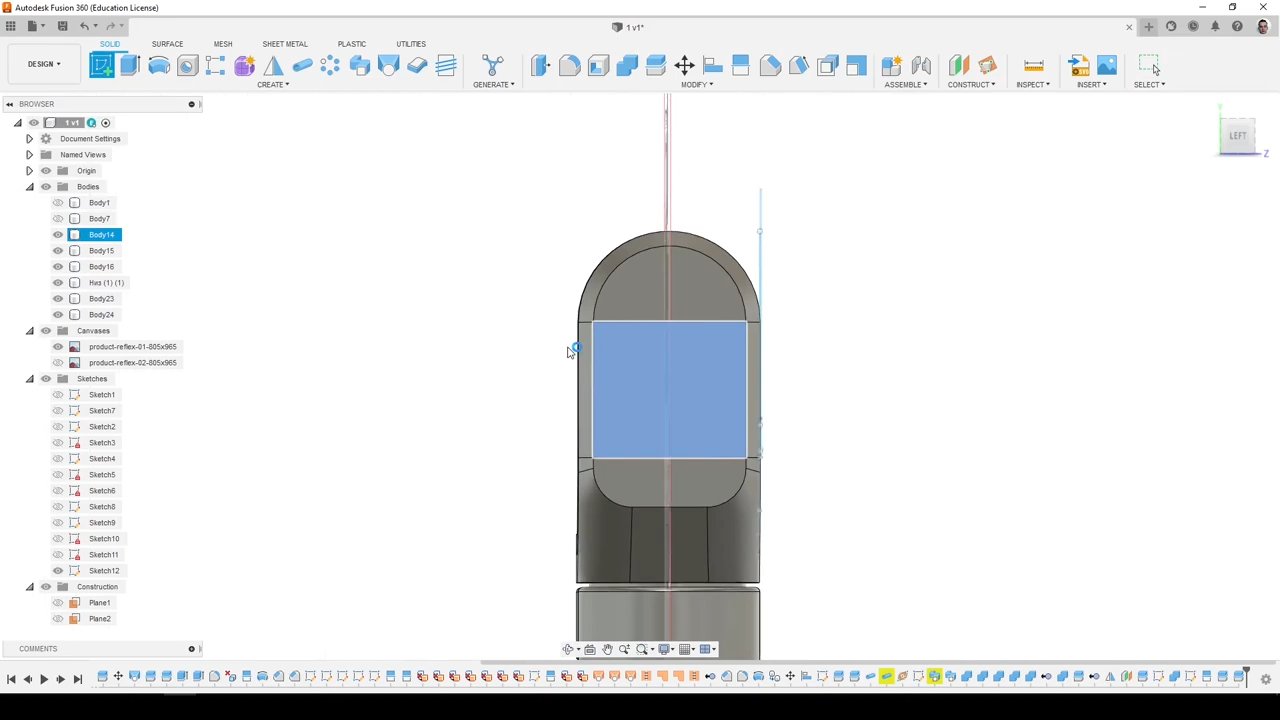 Autodesk Fusion 360 (Education License)
1 v1*
SOLID SURFACE MESH SHEET METAL PLASTIC UTILITIES
DESIGN
CREATE GENERATE MODIFY ASSEMBLE CONSTRUCT INSPECT INSERT SELECT
BROWSER
1 v1
Document Settings
Named Views
Origin
Bodies
Body1
Body7
Body14
Body15
Body16
Низ (1) (1)
Body23
Body24
Canvases
product-reflex-01-805x965
product-reflex-02-805x965
Sketches
Sketch1
Sketch7
Sketch2
Sketch3
Sketch4
Sketch5
Sketch6
Sketch8
Sketch9
Sketch10
Sketch11
Sketch12
Construction
Plane1
Plane2
COMMENTS
Y
LEFT
Z